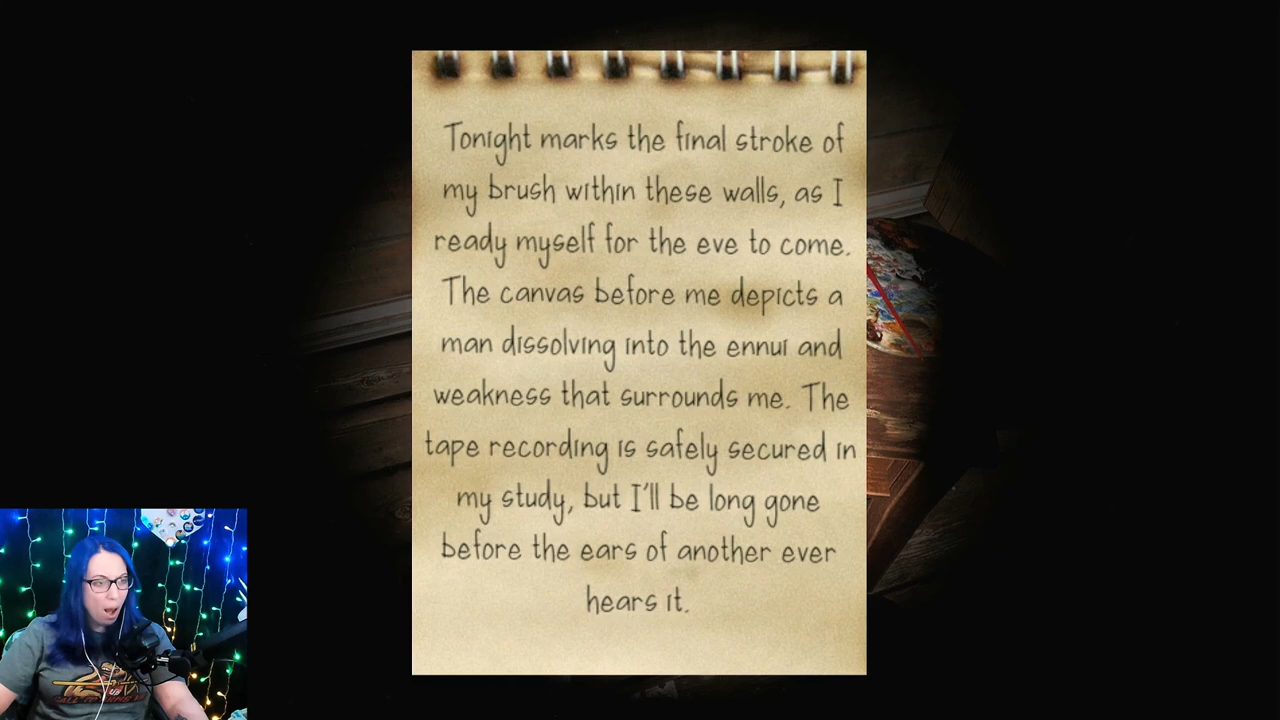 Tonight marks the final stroke of
my brush within these walls, as I
ready myself for the eve to come.
The canvas before me depicts a
man dissolving into the ennui and
weakness that surrounds me. The
tape recording is safely secured in
my study, but I'll be long gone
before the ears of another ever
hears it.